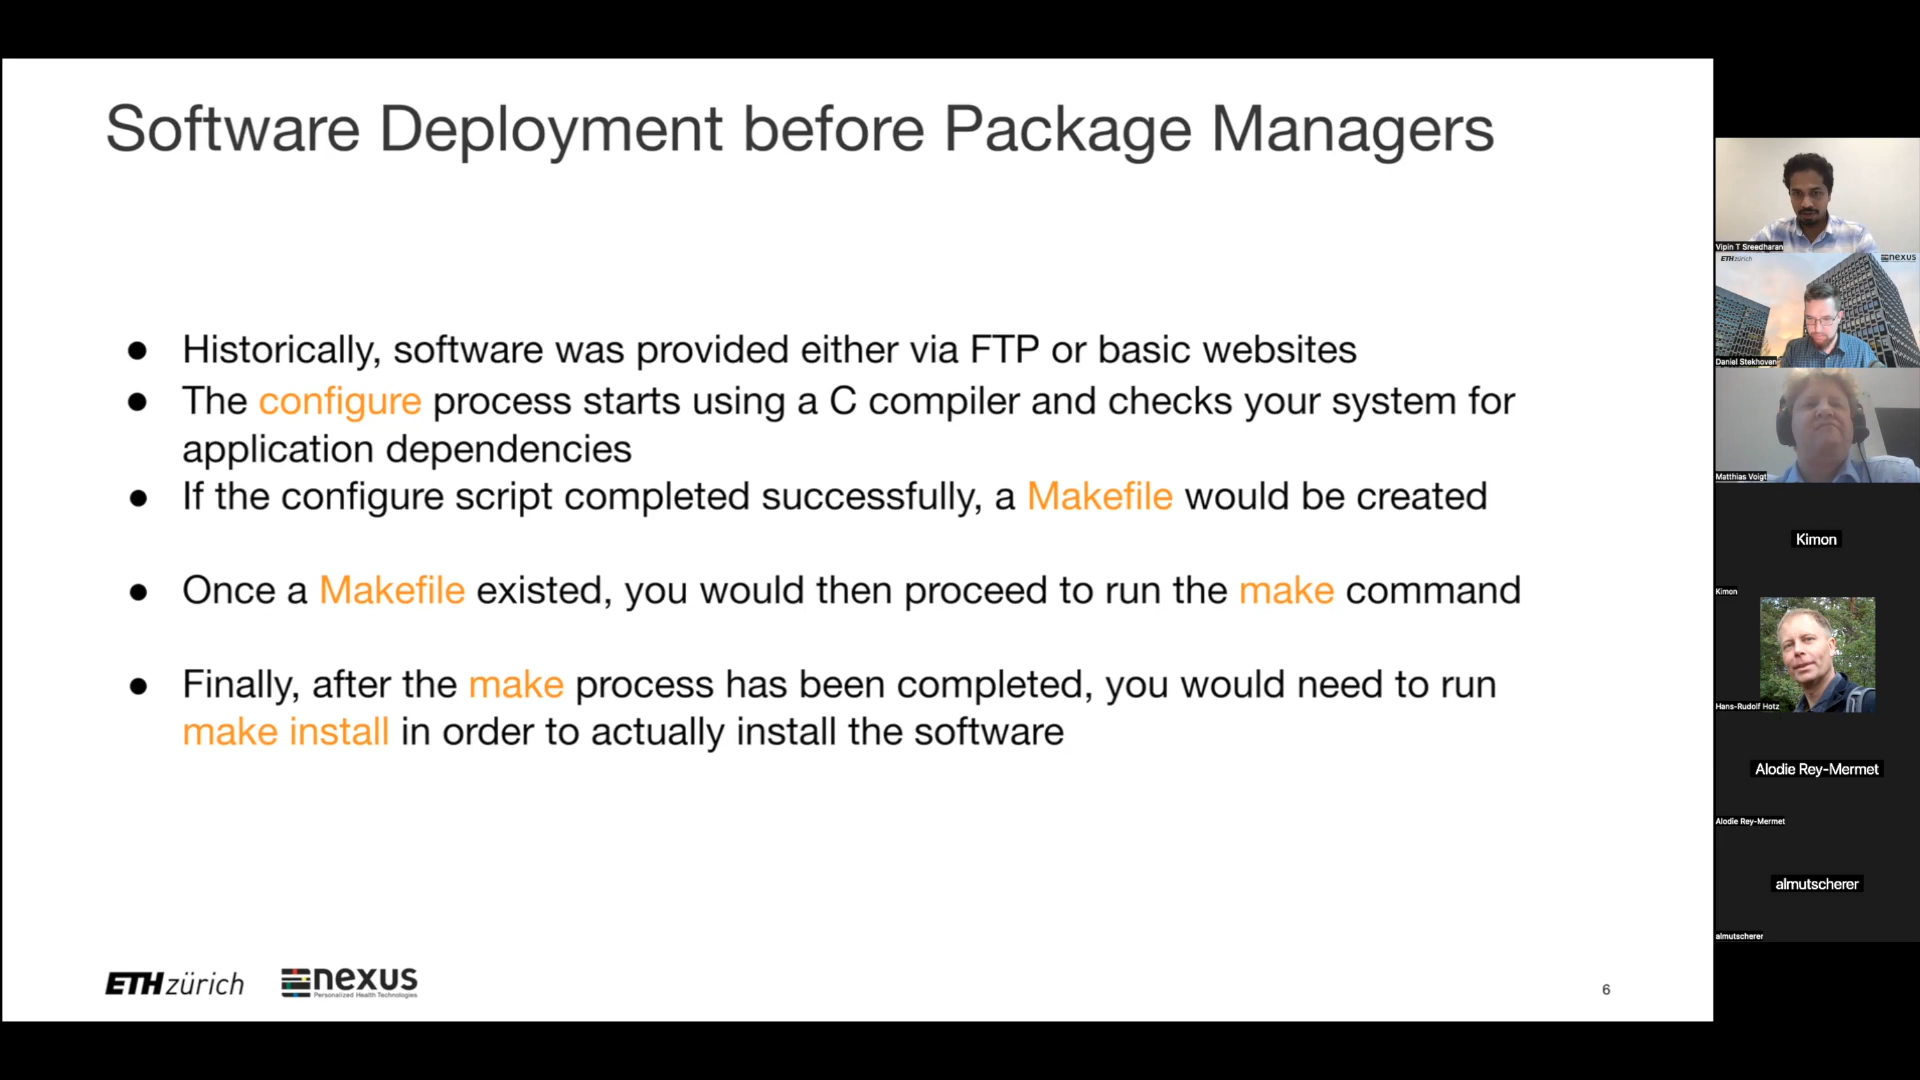 Software Deployment before Package Managers
● Historically, software was provided either via FTP or basic websites
● The configure process starts using a C compiler and checks your system for
application dependencies
● If the configure script completed successfully, a Makefile would be created
● Once a Makefile existed, you would then proceed to run the make command
● Finally, after the make process has been completed, you would need to run
make install in order to actually install the software
ETH zürich
nexus
Personalized Health Technologies
6
Vipin T Sreedharan
ETH zürich
nexus
Daniel Stekhoven
Matthias Voigt
Kimon
Kimon
Hans-Rudolf Hotz
Alodie Rey-Mermet
Alodie Rey-Mermet
almutscherer
almutscherer